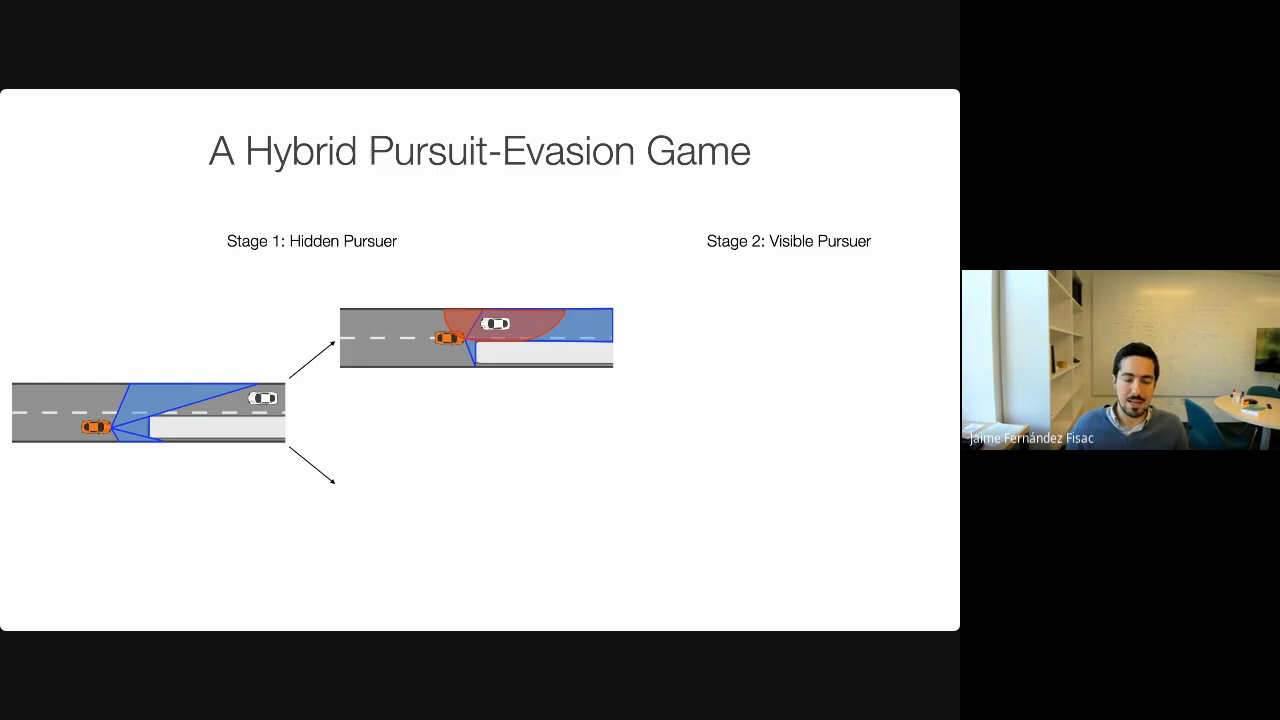 A Hybrid Pursuit-Evasion Game
Stage 1: Hidden Pursuer
Stage 2: Visible Pursuer
Jaime Fernández Fisac